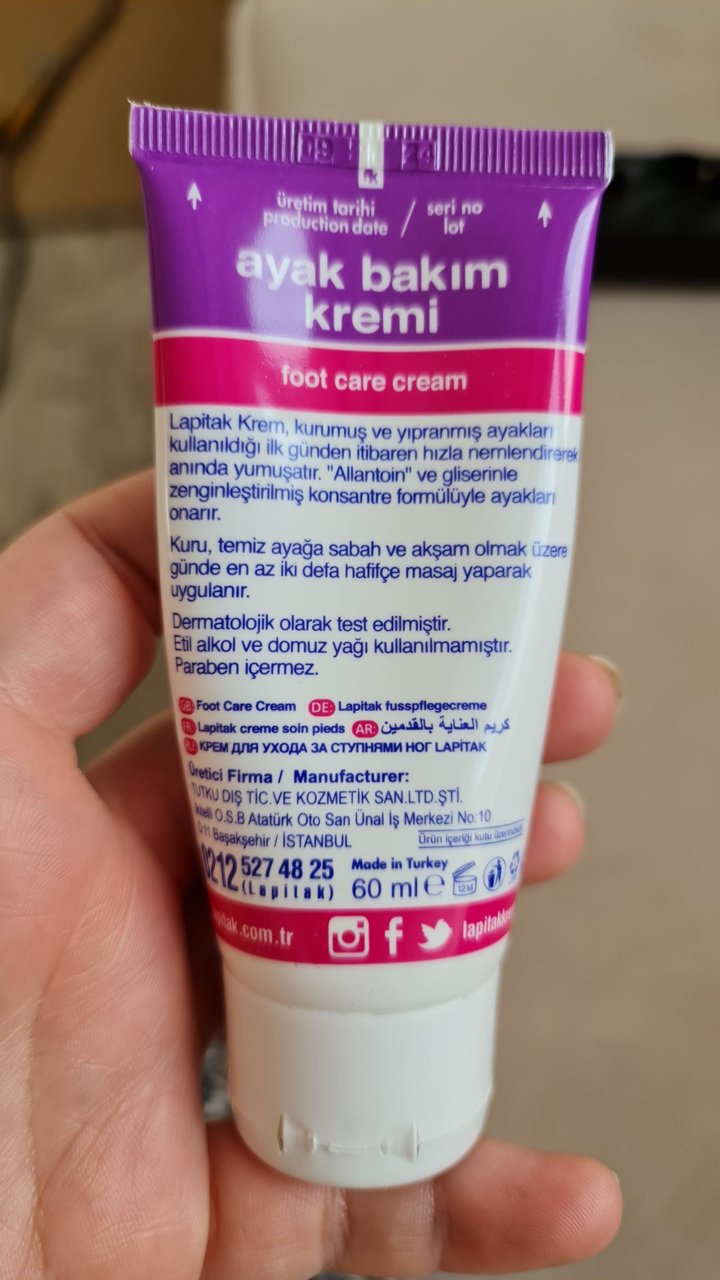 üretim tarihi / seri no
production date / lot
ayak bakım
kremi
foot care cream
Lapitak Krem, kurumuş ve yıpranmış ayakları
kullanıldığı ilk günden itibaren hızla nemlendirerek
anında yumuşatır. "Allantoin" ve gliserinle
zenginleştirilmiş konsantre formülüyle ayakları
onarır.
Kuru, temiz ayağa sabah ve akşam olmak üzere
günde en az iki defa hafifçe masaj yaparak
uygulanır.
Dermatolojik olarak test edilmiştir.
Etil alkol ve domuz yağı kullanılmamıştır.
Paraben içermez.
GB: Foot Care Cream DE: Lapitak fusspflegecreme
FR: Lapitak creme soin pieds AR: كريم العناية بالقدمين
RU: КРЕМ ДЛЯ УХОДА ЗА СТУПНЯМИ НОГ LAPİTAK
Üretici Firma / Manufacturer:
TUTKU DIŞ TİC.VE KOZMETİK SAN.LTD.ŞTİ.
O.S.B Atatürk Oto San Ünal İş Merkezi No:10
D:11 Başakşehir / İSTANBUL
Ürün içeriği kutu üzerindedir
0212 527 48 25
(Lapitak)
Made in Turkey
60 ml e 12M
lapitak.com.tr